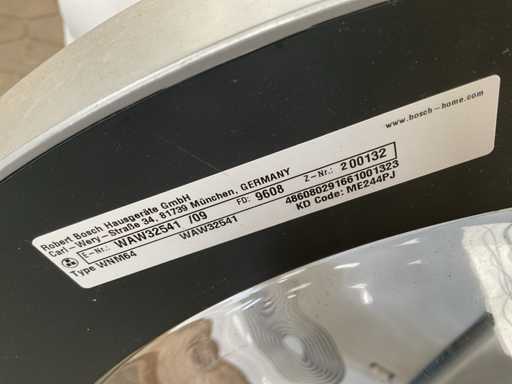 www.bosch-home.com
Robert Bosch Hausgeräte GmbH
Carl-Wery-Straße 34, 81739 München, GERMANY
E-Nr.: WAW32541 /09 FD: 9608 Z-Nr.: 200132
Type WNM64 WAW32541 486080291661001323
KD Code: ME244PJ